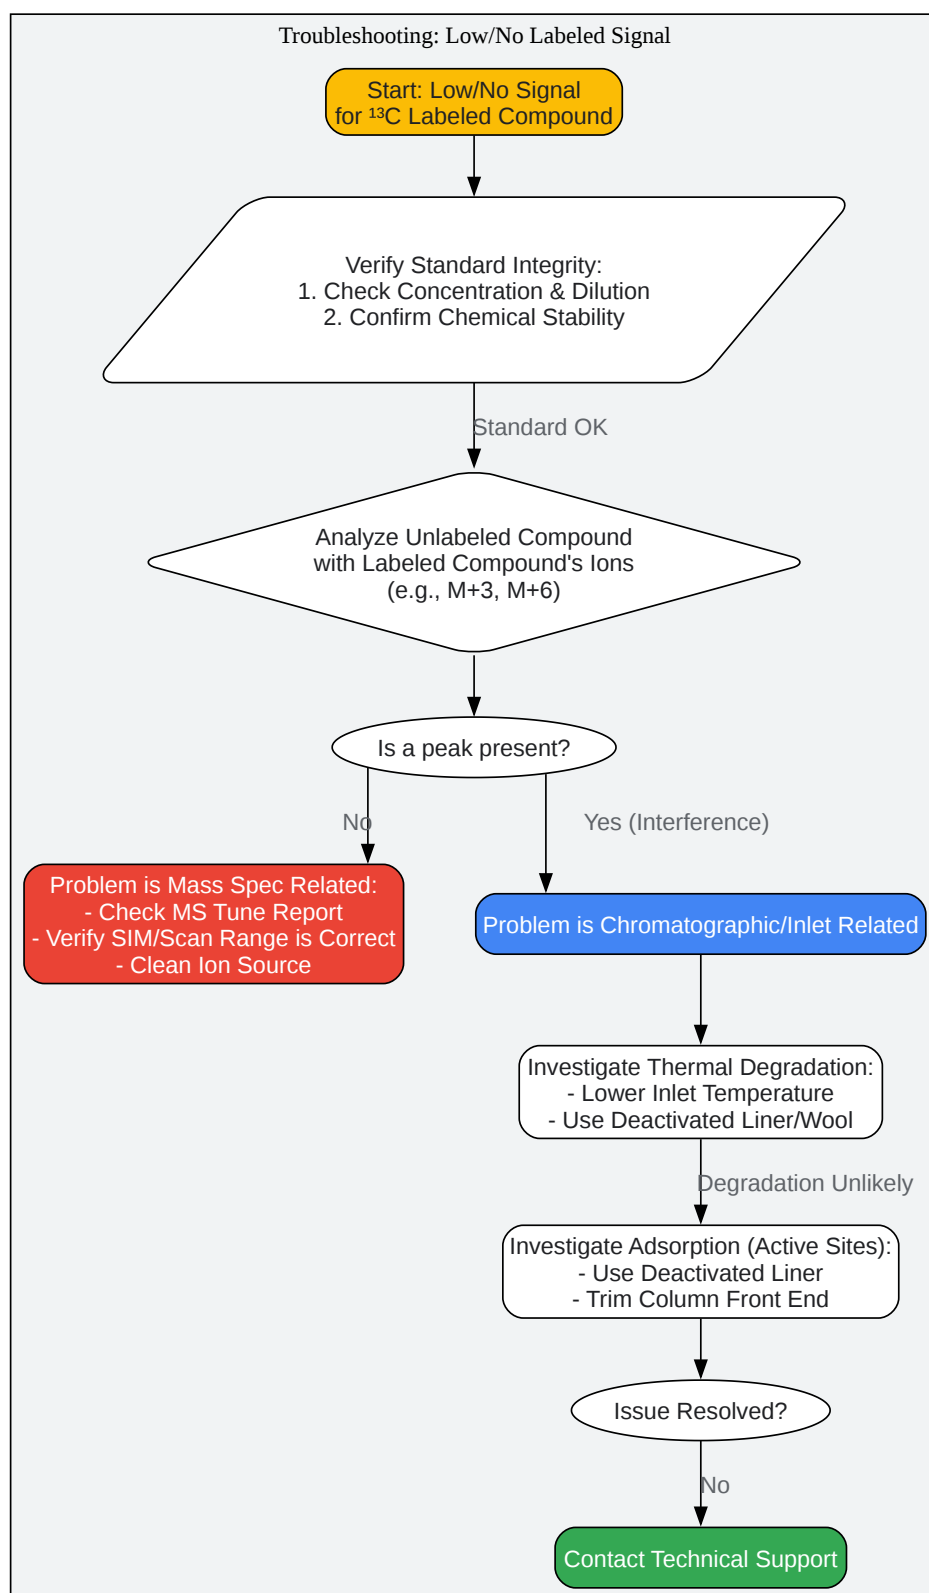 Troubleshooting: Low/No Labeled Signal
Start: Low/No Signal
for ¹³C Labeled Compound
Verify Standard Integrity:
1. Check Concentration & Dilution
2. Confirm Chemical Stability
Standard OK
Analyze Unlabeled Compound
with Labeled Compound's Ions
(e.g., M+3, M+6)
Is a peak present?
No
Yes (Interference)
Problem is Mass Spec Related:
- Check MS Tune Report
- Verify SIM/Scan Range is Correct
- Clean Ion Source
Problem is Chromatographic/Inlet Related
Investigate Thermal Degradation:
- Lower Inlet Temperature
- Use Deactivated Liner/Wool
Degradation Unlikely
Investigate Adsorption (Active Sites):
- Use Deactivated Liner
- Trim Column Front End
Issue Resolved?
No
Contact Technical Support